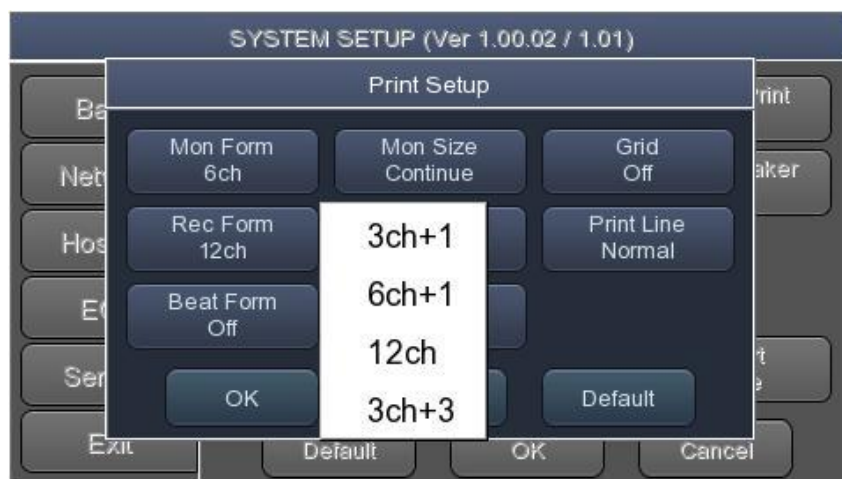 SYSTEM SETUP (Ver 1.00.02 / 1.01)
Print Setup
Mon Form
6ch
Mon Size
Continue
Grid
Off
Rec Form
12ch
3ch+1
6ch+1
12ch
3ch+3
Print Line
Normal
Beat Form
Off
OK
Default
Exit
Default
OK
Cancel